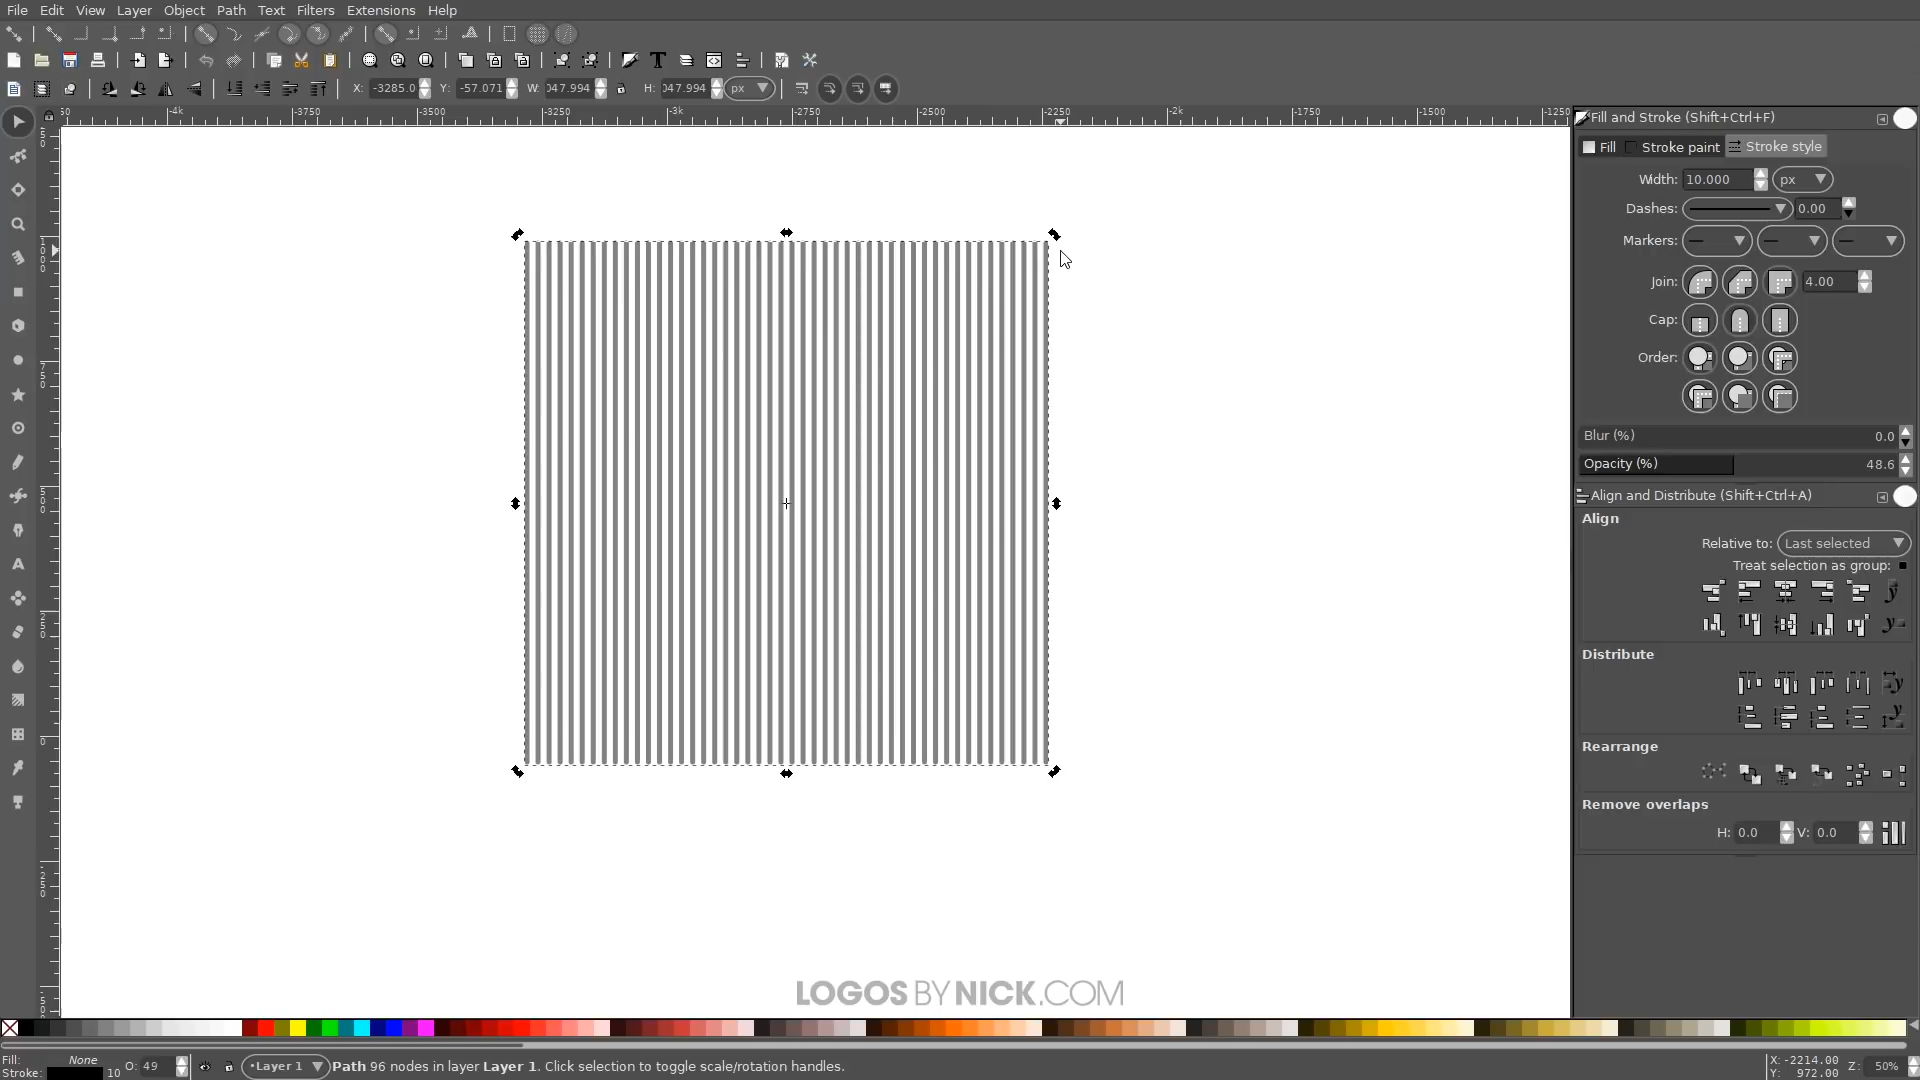 File Edit View Layer Object Path Text Filters Extensions Help
X: -3285.0 Y: -57.071 W: 047.994 H: 047.994 px
-4k -3750 -3500 -3250 -3k -2750 -2500 -2250 -2k -1750 -1500 -1250
Fill and Stroke (Shift+Ctrl+F)
Fill Stroke paint Stroke style
Width: 10.000 px
Dashes: 0.00
Markers:
Join: 4.00
Cap:
Order:
Blur (%) 0.0
Opacity (%) 48.6
Align and Distribute (Shift+Ctrl+A)
Align
Relative to: Last selected
Treat selection as group:
Distribute
Rearrange
Remove overlaps
H: 0.0 V: 0.0
LOGOS BY NICK.COM
Fill: None
Stroke: 10 O: 49 •Layer 1 Path 96 nodes in layer Layer 1. Click selection to toggle scale/rotation handles.
X: -2214.00
Y: 972.00
Z: 50%